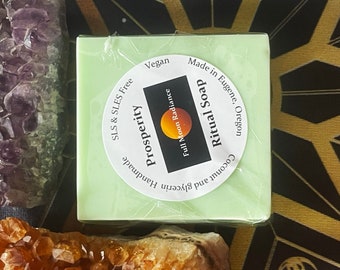 SLS & SLES Free
Vegan
Made in Eugene, Oregon
Prosperity
Full Moon Radiance
Ritual Soap
Coconut and glycerin
Handmade